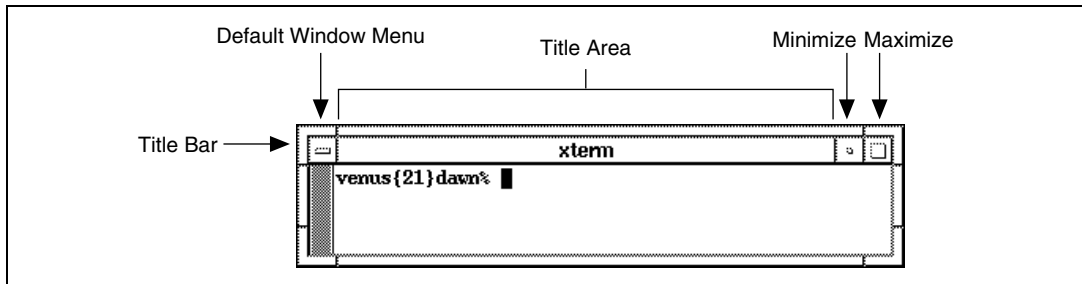 Default Window Menu
Title Area
Minimize Maximize
Title Bar
xterm
venus{21}dawn%